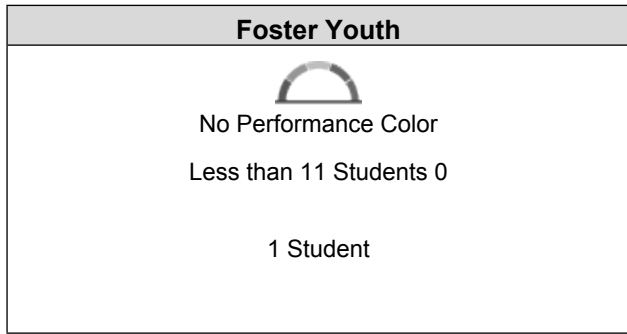 Foster Youth
No Performance Color
Less than 11 Students 0
1 Student